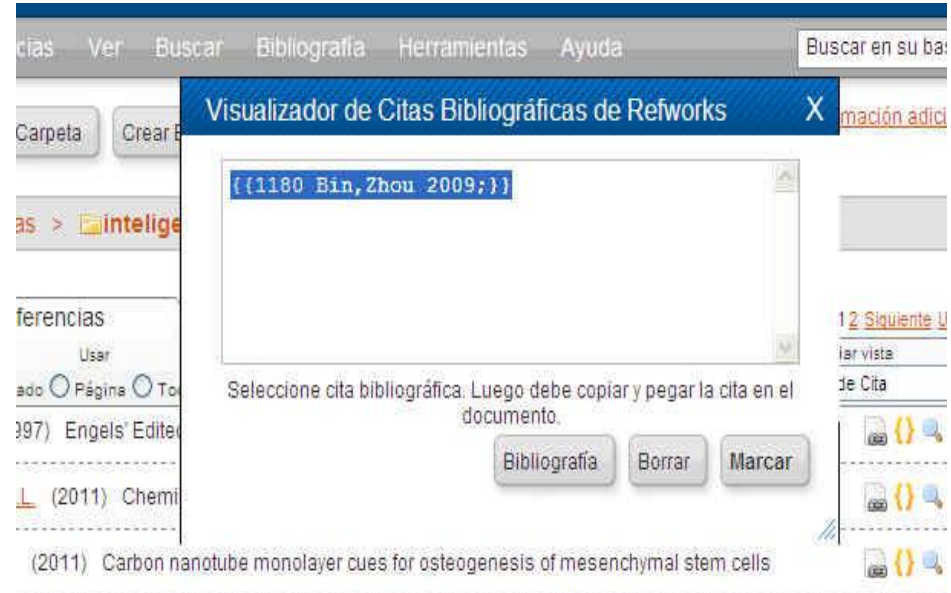 cias Ver Buscar Bibliografía Herramientas Ayuda Buscar en su bas
Visualizador de Citas Bibliográficas de Refworks X
Carpeta Crear mación adici
{{1180 Bin,Zhou 2009;}}
as > intelige
ferencias 1 2 Siguiente U
Usar iar vista
ado Página To de Cita
Seleccione cita bibliográfica. Luego debe copiar y pegar la cita en el
documento.
997) Engels' Edited {}
Bibliografía Borrar Marcar
L (2011) Chemi {}
(2011) Carbon nanotube monolayer cues for osteogenesis of mesenchymal stem cells {}